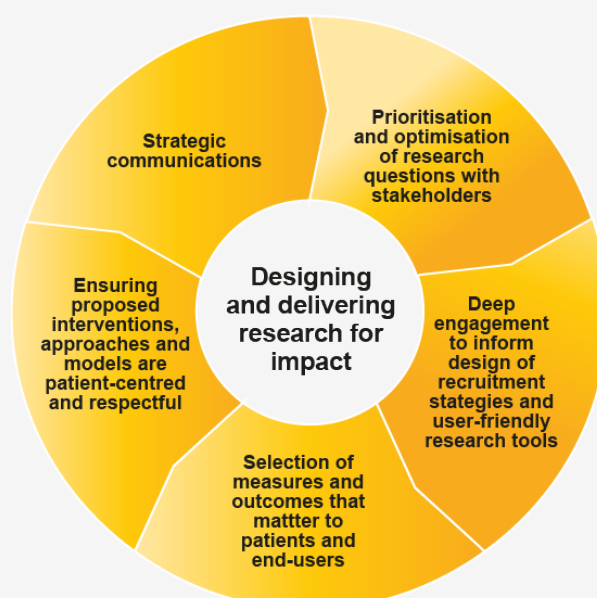 Designing
and delivering
research for
impact
Prioritisation
and optimisation
of research
questions with
stakeholders
Deep
engagement
to inform
design of
recruitment
stategies and
user-friendly
research tools
Selection of
measures and
outcomes that
mattter to
patients and
end-users
Ensuring
proposed
interventions,
approaches and
models are
patient-centred
and respectful
Strategic
communications